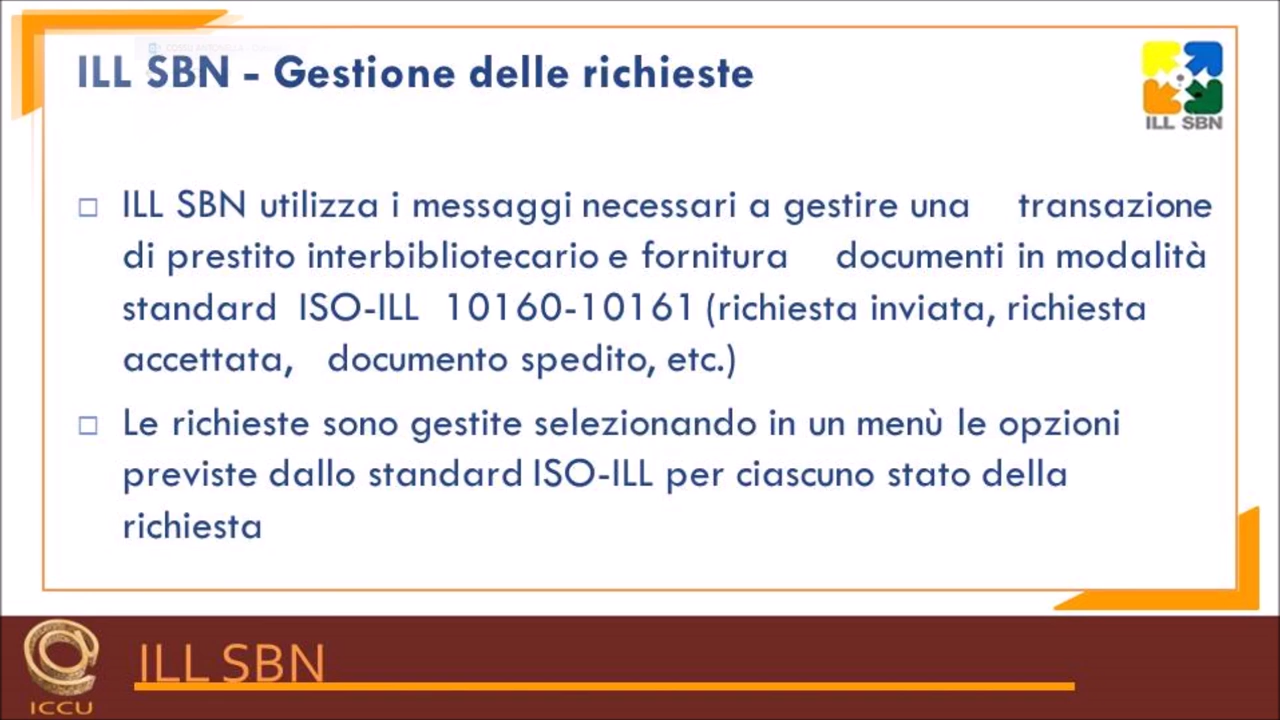 ILL SBN - Gestione delle richieste
ILL SBN
ILL SBN utilizza i messaggi necessari a gestire una transazione
di prestito interbibliotecario e fornitura documenti in modalità
standard ISO-ILL 10160-10161 (richiesta inviata, richiesta
accettata, documento spedito, etc.)
Le richieste sono gestite selezionando in un menù le opzioni
previste dallo standard ISO-ILL per ciascuno stato della
richiesta
ILL SBN
ICCU